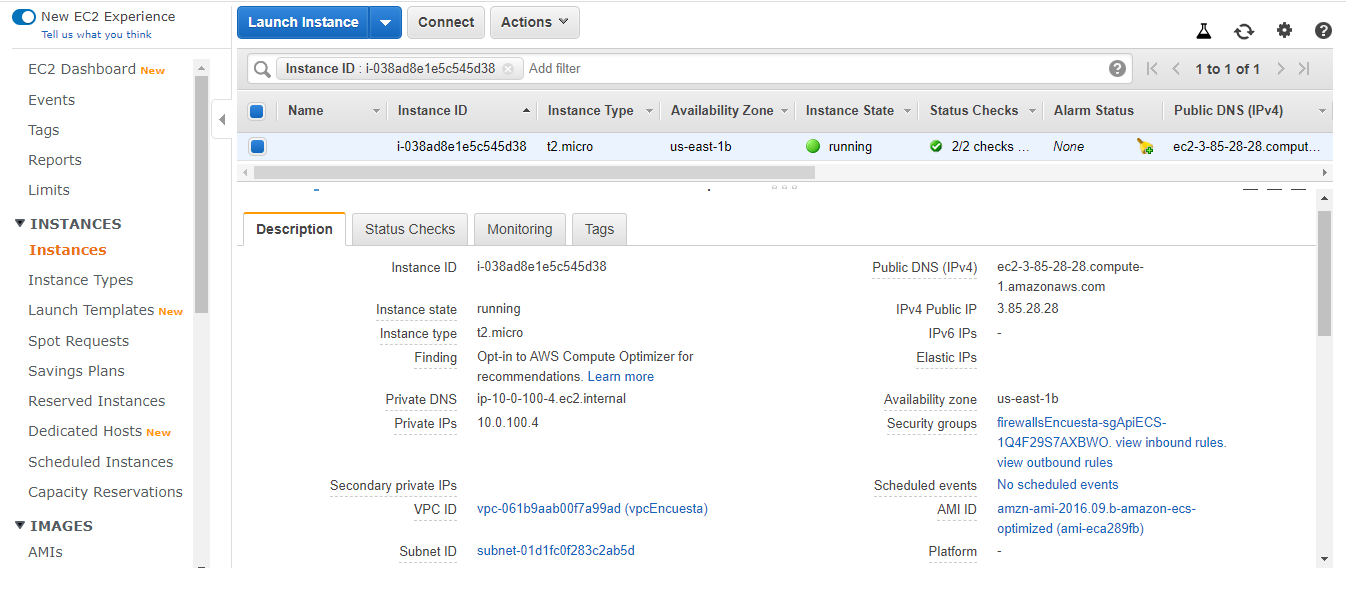 New EC2 Experience
Tell us what you think
EC2 Dashboard New
Events
Tags
Reports
Limits
INSTANCES
Instances
Instance Types
Launch Templates New
Spot Requests
Savings Plans
Reserved Instances
Dedicated Hosts New
Scheduled Instances
Capacity Reservations
IMAGES
AMIs
Launch Instance Connect Actions
Instance ID : i-038ad8e1e5c545d38 Add filter
1 to 1 of 1
Name Instance ID Instance Type Availability Zone Instance State Status Checks Alarm Status Public DNS (IPv4)
i-038ad8e1e5c545d38 t2.micro us-east-1b running 2/2 checks ... None ec2-3-85-28-28.comput...
Description Status Checks Monitoring Tags
Instance ID i-038ad8e1e5c545d38
Instance state running
Instance type t2.micro
Finding Opt-in to AWS Compute Optimizer for
recommendations. Learn more
Private DNS ip-10-0-100-4.ec2.internal
Private IPs 10.0.100.4
Secondary private IPs
VPC ID vpc-061b9aab00f7a99ad (vpcEncuesta)
Subnet ID subnet-01d1fc0f283c2ab5d
Public DNS (IPv4) ec2-3-85-28-28.compute-
1.amazonaws.com
IPv4 Public IP 3.85.28.28
IPv6 IPs -
Elastic IPs
Availability zone us-east-1b
Security groups firewallsEncuesta-sgApiECS-
1Q4F29S7AXBWO. view inbound rules.
view outbound rules
Scheduled events No scheduled events
AMI ID amzn-ami-2016.09.b-amazon-ecs-
optimized (ami-eca289fb)
Platform -